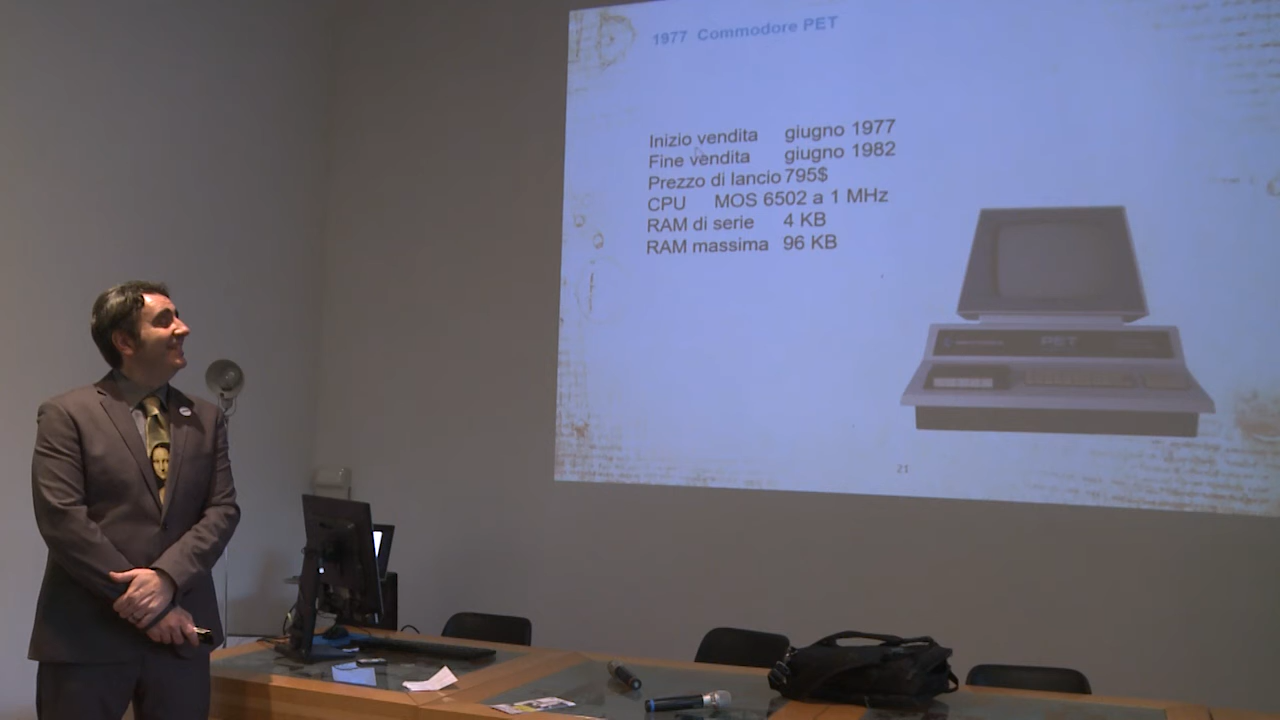 1977 Commodore PET
Inizio vendita giugno 1977
Fine vendita giugno 1982
Prezzo di lancio 795$
CPU MOS 6502 a 1 MHz
RAM di serie 4 KB
RAM massima 96 KB
PET
21